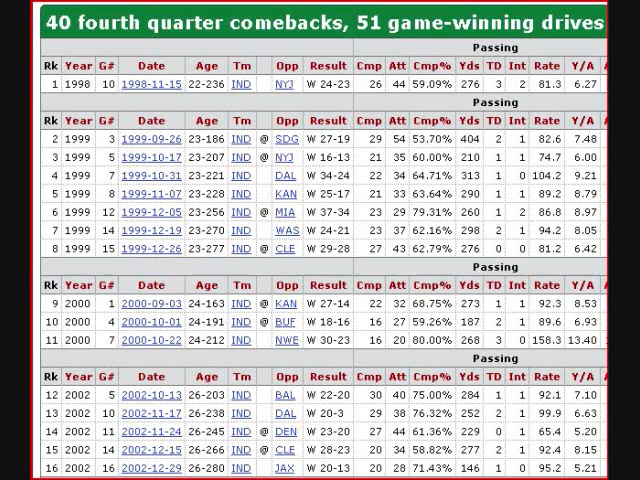 40 fourth quarter comebacks, 51 game-winning drives
Passing
Rk Year G# Date Age Tm Opp Result Cmp Att Cmp% Yds TD Int Rate Y/A
1 1998 10 1998-11-15 22-236 IND NYJ W 24-23 26 44 59.09% 276 3 2 81.3 6.27
Passing
Rk Year G# Date Age Tm Opp Result Cmp Att Cmp% Yds TD Int Rate Y/A
2 1999 3 1999-09-26 23-186 IND @ SDG W 27-19 29 54 53.70% 404 2 1 82.6 7.48
3 1999 5 1999-10-17 23-207 IND @ NYJ W 16-13 21 35 60.00% 210 1 1 74.7 6.00
4 1999 7 1999-10-31 23-221 IND DAL W 34-24 22 34 64.71% 313 1 0 104.2 9.21
5 1999 8 1999-11-07 23-228 IND KAN W 25-17 21 33 63.64% 290 1 1 89.2 8.79
6 1999 12 1999-12-05 23-256 IND @ MIA W 37-34 23 29 79.31% 260 1 2 86.8 8.97
7 1999 14 1999-12-19 23-270 IND WAS W 24-21 23 37 62.16% 298 2 1 94.2 8.05
8 1999 15 1999-12-26 23-277 IND @ CLE W 29-28 27 43 62.79% 276 0 0 81.2 6.42
Passing
Rk Year G# Date Age Tm Opp Result Cmp Att Cmp% Yds TD Int Rate Y/A
9 2000 1 2000-09-03 24-163 IND @ KAN W 27-14 22 32 68.75% 273 1 1 92.3 8.53
10 2000 4 2000-10-01 24-191 IND @ BUF W 18-16 16 27 59.26% 187 2 1 89.6 6.93
11 2000 7 2000-10-22 24-212 IND NWE W 30-23 16 20 80.00% 268 3 0 158.3 13.40
Passing
Rk Year G# Date Age Tm Opp Result Cmp Att Cmp% Yds TD Int Rate Y/A
12 2002 5 2002-10-13 26-203 IND BAL W 22-20 30 40 75.00% 284 1 1 92.1 7.10
13 2002 10 2002-11-17 26-238 IND DAL W 20-3 29 38 76.32% 252 2 1 99.9 6.63
14 2002 11 2002-11-24 26-245 IND @ DEN W 23-20 27 44 61.36% 229 0 0 65.4 5.20
15 2002 14 2002-12-15 26-266 IND @ CLE W 28-23 20 34 58.82% 277 2 1 92.4 8.15
16 2002 16 2002-12-29 26-280 IND JAX W 20-13 20 28 71.43% 146 1 0 95.2 5.21